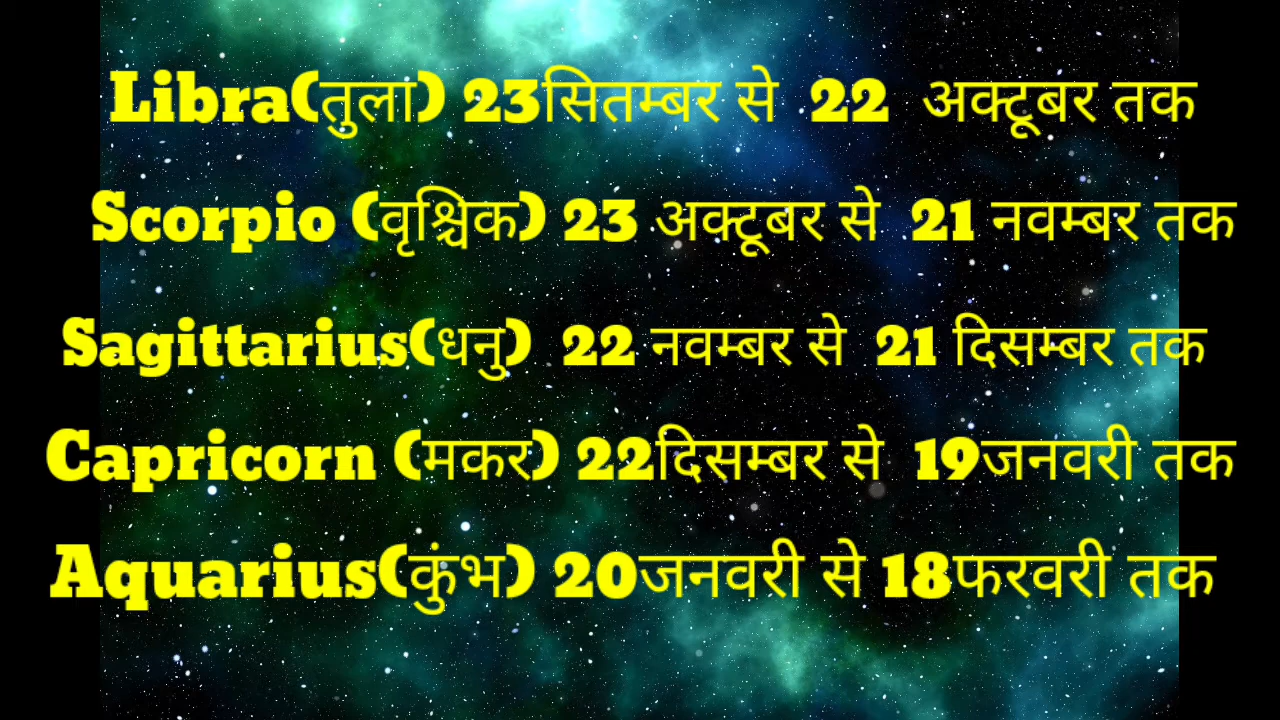 Libra(तुला) 23सितम्बर से 22 अक्टूबर तक
Scorpio (वृश्चिक) 23 अक्टूबर से 21 नवम्बर तक
Sagittarius(धनु) 22 नवम्बर से 21 दिसम्बर तक
Capricorn (मकर) 22दिसम्बर से 19जनवरी तक
Aquarius(कुंभ) 20जनवरी से 18फरवरी तक